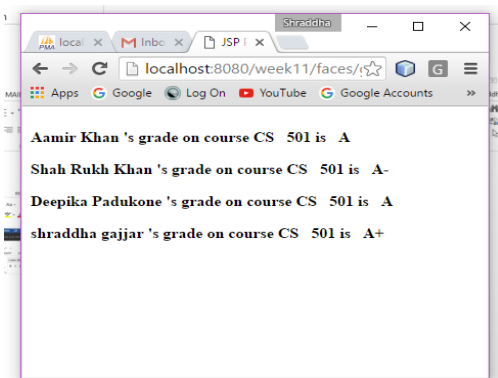 Shraddha
local
Inbo
JSP
localhost:8080/week11/faces/
Apps Google Log On YouTube Google Accounts »
Aamir Khan 's grade on course CS 501 is A
Shah Rukh Khan 's grade on course CS 501 is A-
Deepika Padukone 's grade on course CS 501 is A
shraddha gajjar 's grade on course CS 501 is A+